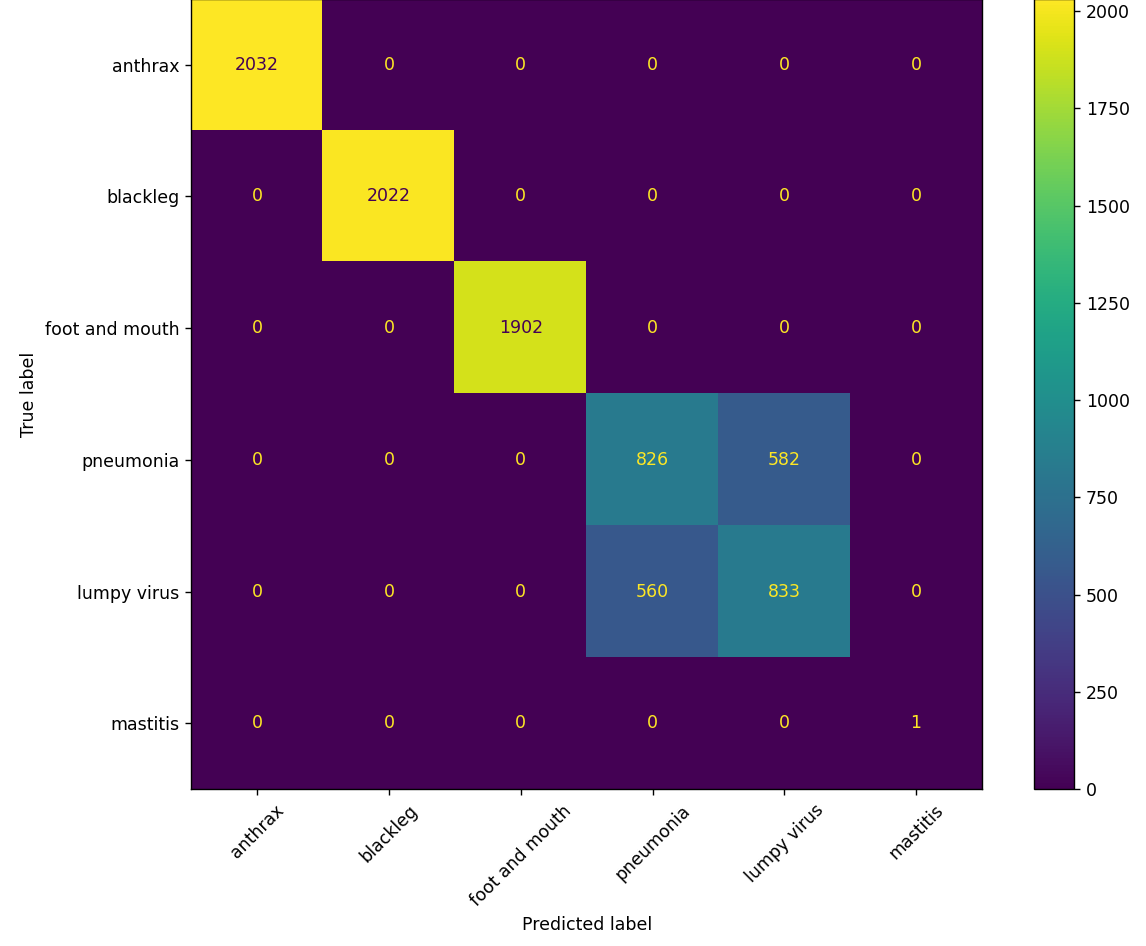 anthrax 2032 0 0 0 0 0
blackleg 0 2022 0 0 0 0
foot and mouth 0 0 1902 0 0 0
pneumonia 0 0 0 826 582 0
lumpy virus 0 0 0 560 833 0
mastitis 0 0 0 0 0 1
anthrax blackleg foot and mouth pneumonia lumpy virus mastitis
Predicted label
True label
2000
1750
1500
1250
1000
750
500
250
0